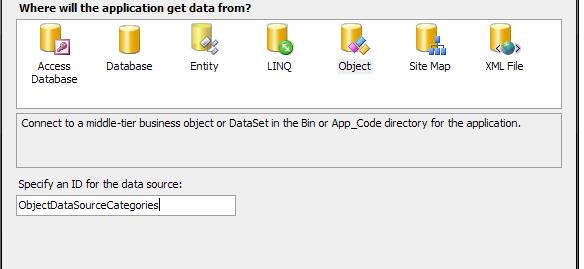 Where will the application get data from?
Access Database
Database
Entity
LINQ
Object
Site Map
XML File
Connect to a middle-tier business object or DataSet in the Bin or App_Code directory for the application.
Specify an ID for the data source:
ObjectDataSourceCategories